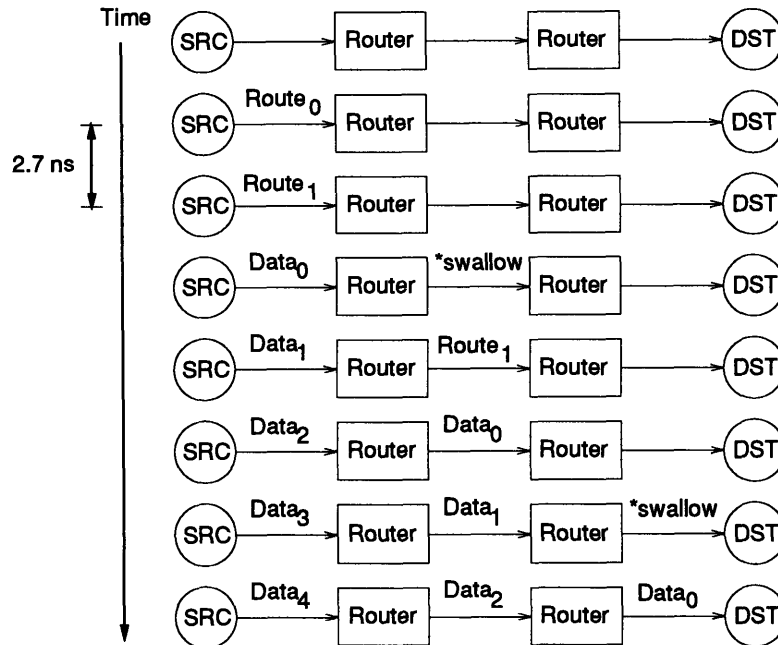 Time
SRC Router Router DST
Route0
SRC Router Router DST
2.7 ns
Route1
SRC Router Router DST
Data0 *swallow
SRC Router Router DST
Data1 Route1
SRC Router Router DST
Data2 Data0
SRC Router Router DST
Data3 Data1 *swallow
SRC Router Router DST
Data4 Data2 Data0
SRC Router Router DST